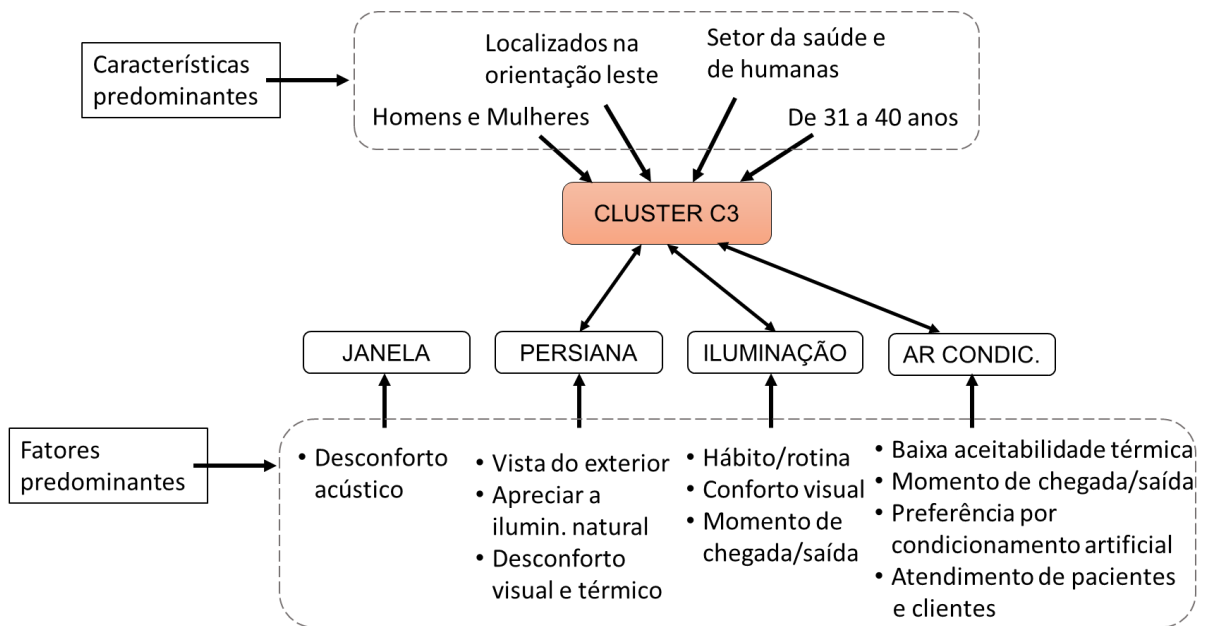 Características
predominantes
Localizados na
orientação leste
Setor da saúde e
de humanas
Homens e Mulheres
De 31 a 40 anos
CLUSTER C3
JANELA
PERSIANA
ILUMINAÇÃO
AR CONDIC.
Fatores
predominantes
• Desconforto
acústico
• Vista do exterior
• Apreciar a
ilumin. natural
• Desconforto
visual e térmico
• Hábito/rotina
• Conforto visual
• Momento de
chegada/saída
• Baixa aceitabilidade térmica
• Momento de chegada/saída
• Preferência por
condicionamento artificial
• Atendimento de pacientes
e clientes